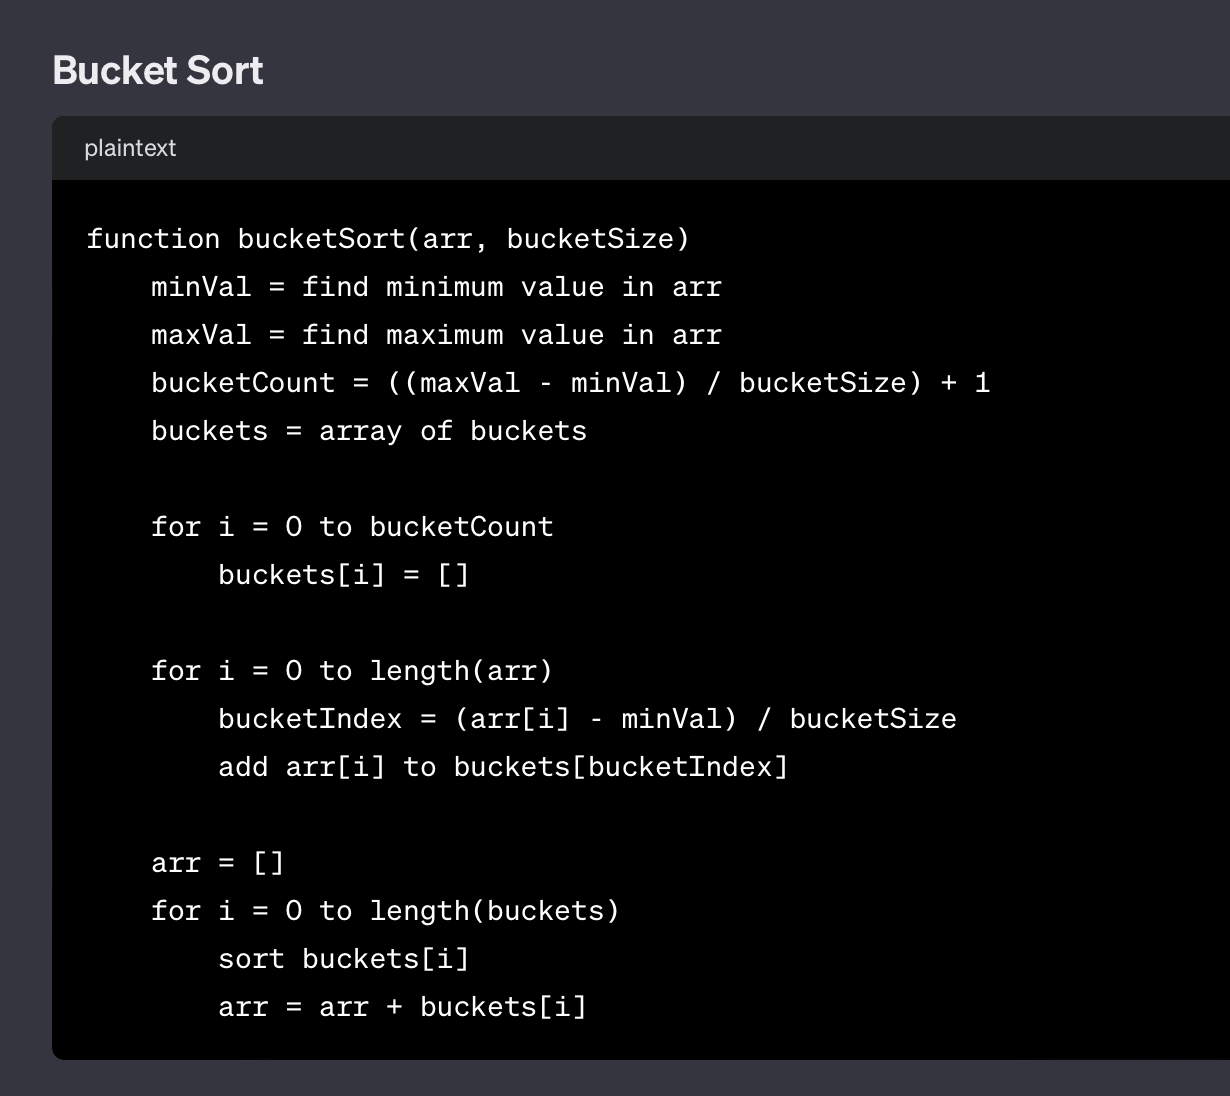 Bucket Sort
plaintext
function bucketSort(arr, bucketSize)
    minVal = find minimum value in arr
    maxVal = find maximum value in arr
    bucketCount = ((maxVal - minVal) / bucketSize) + 1
    buckets = array of buckets

    for i = 0 to bucketCount
        buckets[i] = []

    for i = 0 to length(arr)
        bucketIndex = (arr[i] - minVal) / bucketSize
        add arr[i] to buckets[bucketIndex]

    arr = []
    for i = 0 to length(buckets)
        sort buckets[i]
        arr = arr + buckets[i]